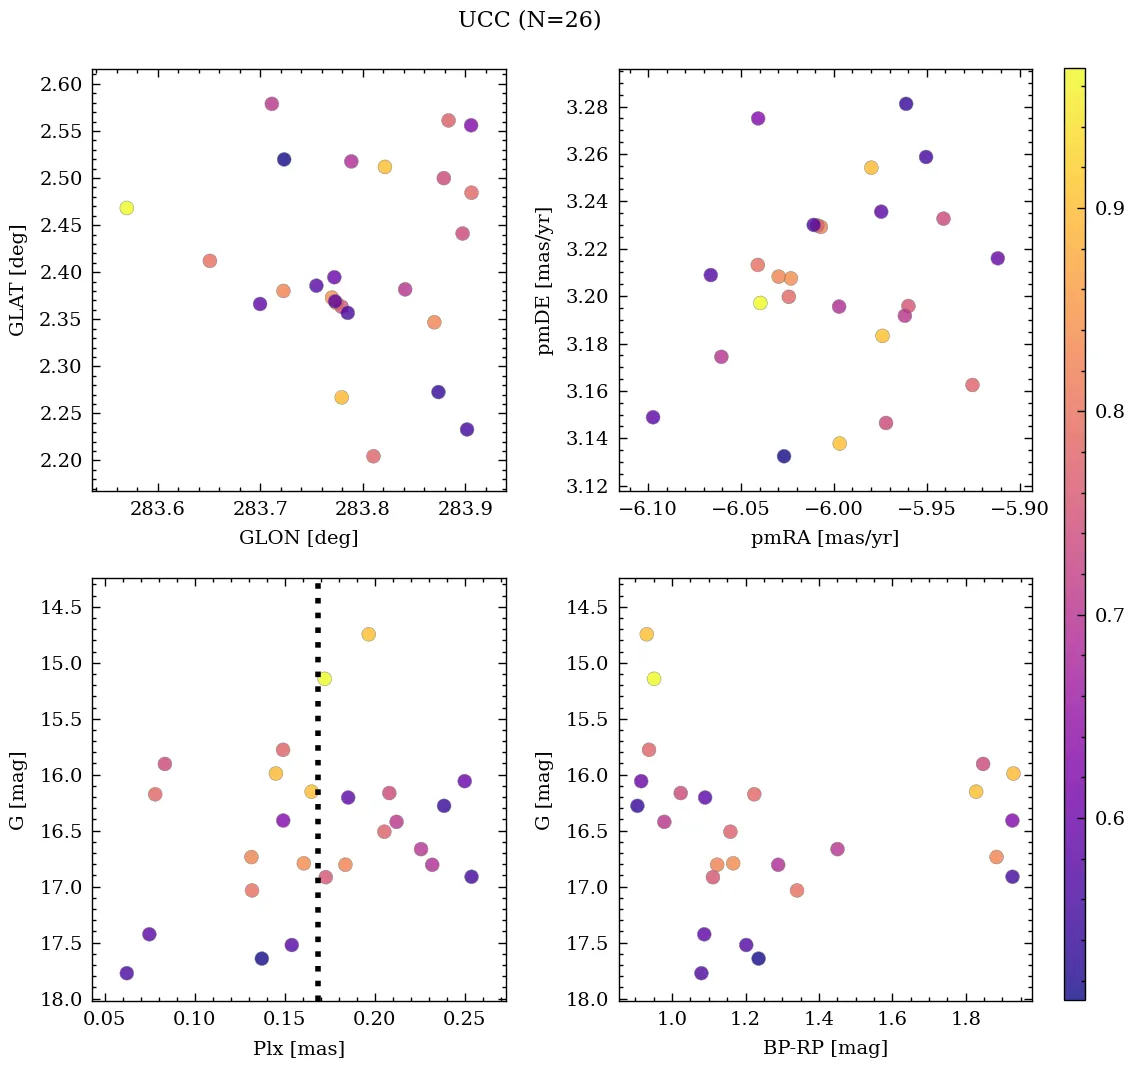 UCC (N=26)
2.60
2.55
2.50
2.45
2.40
2.35
2.30
2.25
2.20
GLAT [deg]
283.6 283.7 283.8 283.9
GLON [deg]
3.28
3.26
3.24
3.22
3.20
3.18
3.16
3.14
3.12
pmDE [mas/yr]
−6.10 −6.05 −6.00 −5.95 −5.90
pmRA [mas/yr]
14.5
15.0
15.5
16.0
16.5
17.0
17.5
18.0
G [mag]
0.05 0.10 0.15 0.20 0.25
Plx [mas]
14.5
15.0
15.5
16.0
16.5
17.0
17.5
18.0
G [mag]
1.0 1.2 1.4 1.6 1.8
BP-RP [mag]
0.9
0.8
0.7
0.6